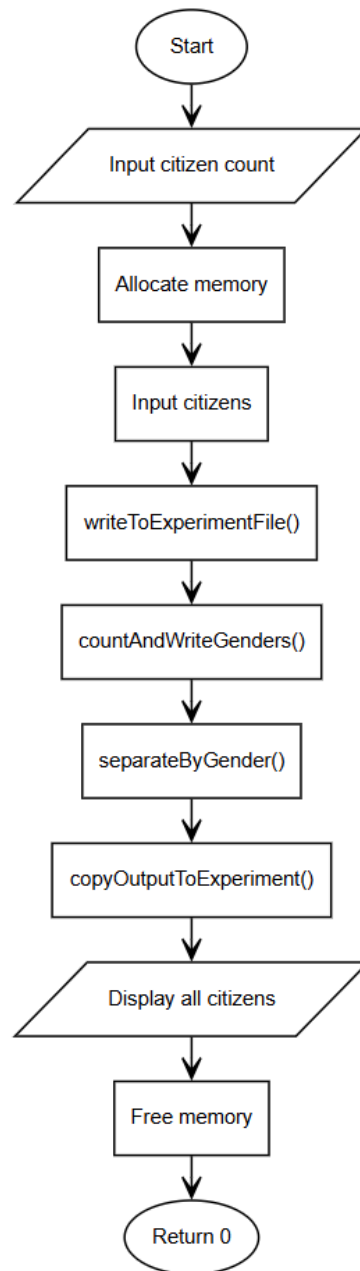 Start
Input citizen count
Allocate memory
Input citizens
writeToExperimentFile()
countAndWriteGenders()
separateByGender()
copyOutputToExperiment()
Display all citizens
Free memory
Return 0